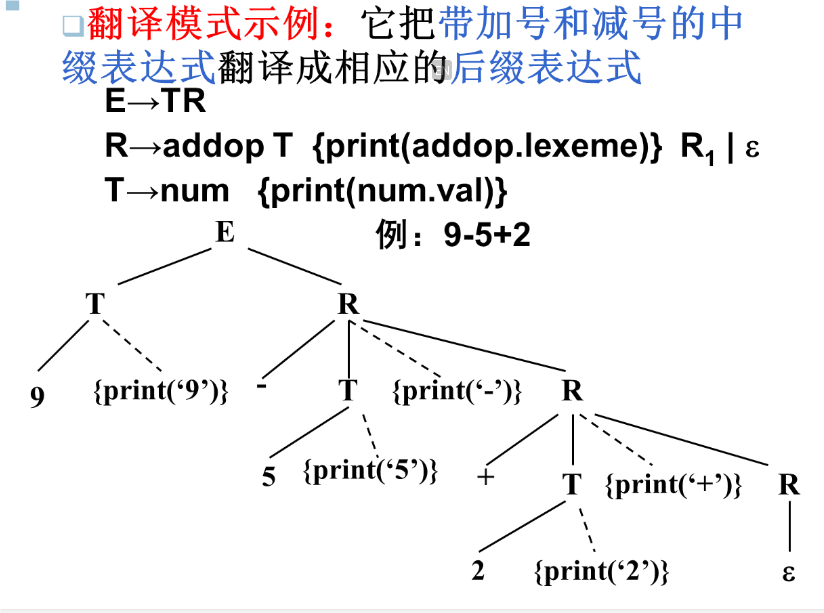 ❑翻译模式示例：它把带加号和减号的中
缀表达式翻译成相应的后缀表达式
E→TR
R→addop T {print(addop.lexeme)} R₁ | ε
T→num {print(num.val)}
例：9-5+2
E
T R
9 {print(‘9’)} - T {print(‘-’)} R
5 {print(‘5’)} + T {print(‘+’)} R
2 {print(‘2’)} ε